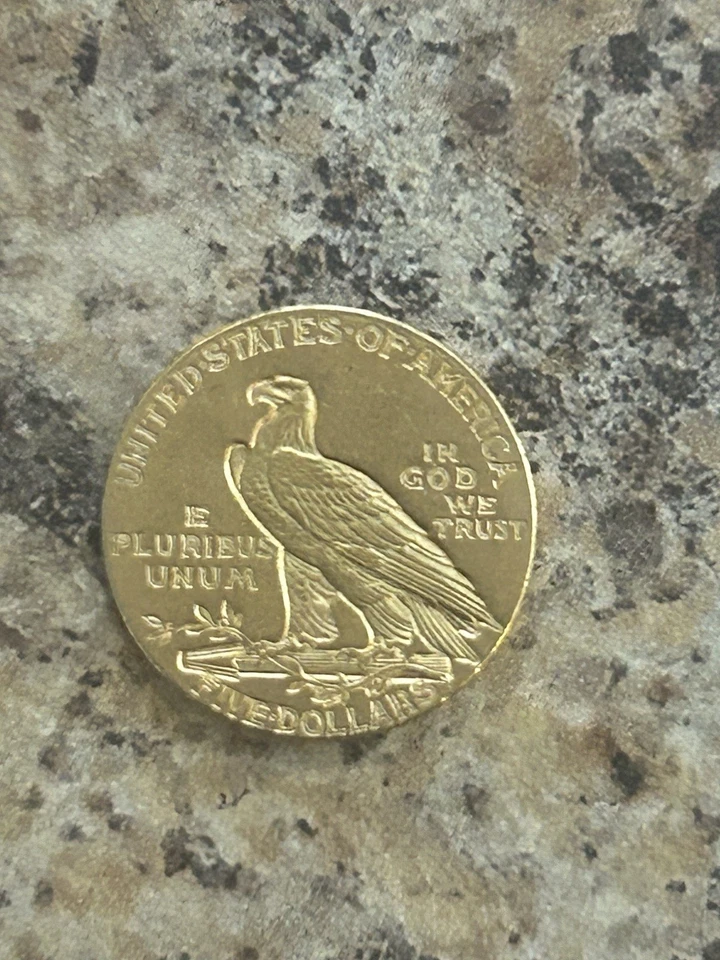 UNITED·STATES·OF·AMERICA·
IN
GOD
WE
TRUST
E
PLURIBUS
UNUM
FIVE·DOLLARS